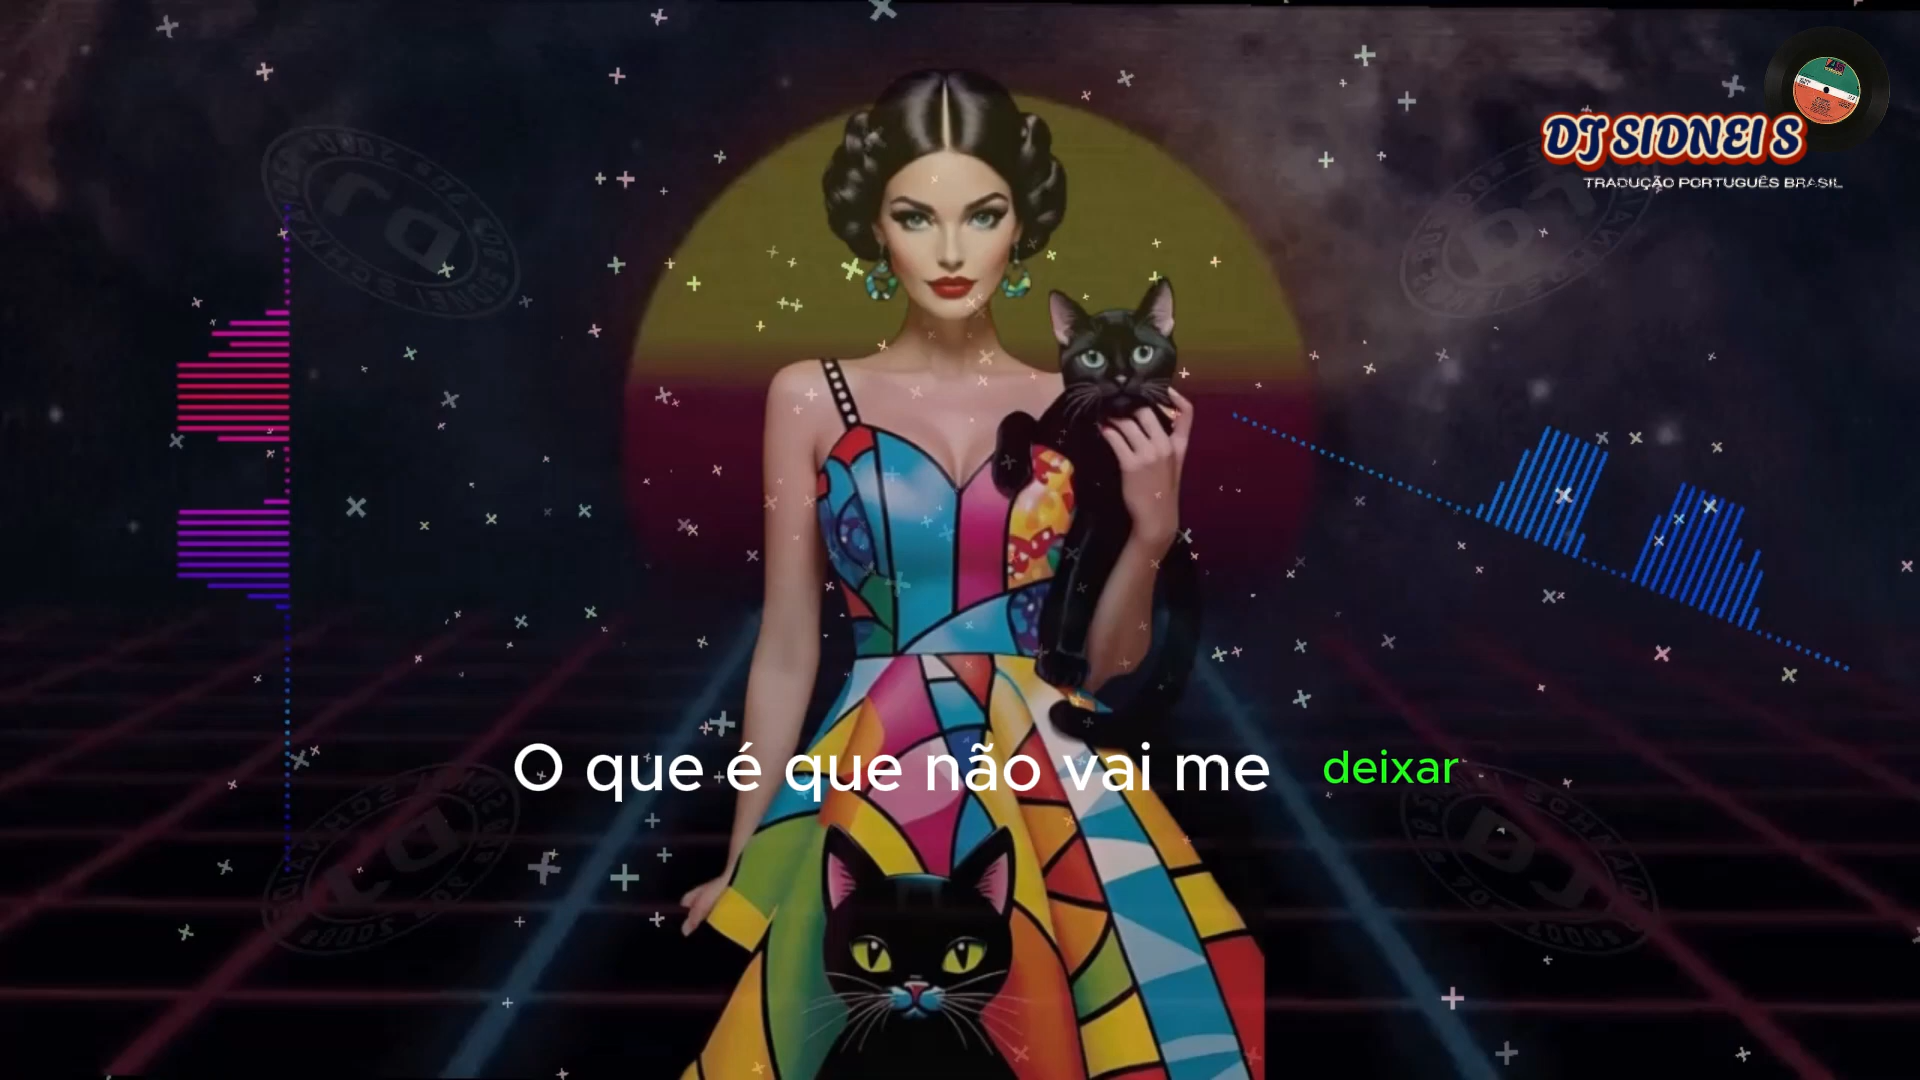 DJ SIDNEI S
TRADUÇÃO PORTUGUÊS BRASIL
O que é que não vai me deixar